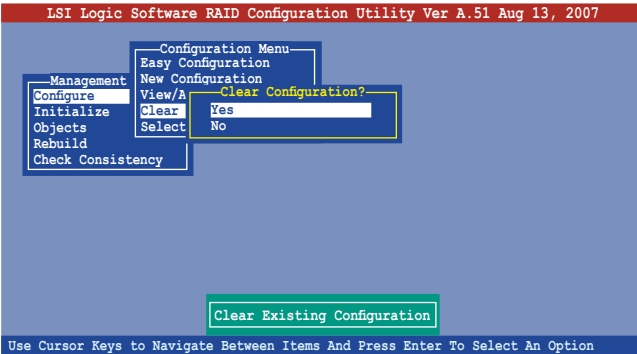 LSI Logic Software RAID Configuration Utility Ver A.51 Aug 13, 2007
Configuration Menu
Easy Configuration
New Configuration
View/A
Clear
Select
Management
Configure
Initialize
Objects
Rebuild
Check Consistency
Clear Configuration?
Yes
No
Clear Existing Configuration
Use Cursor Keys to Navigate Between Items And Press Enter To Select An Option